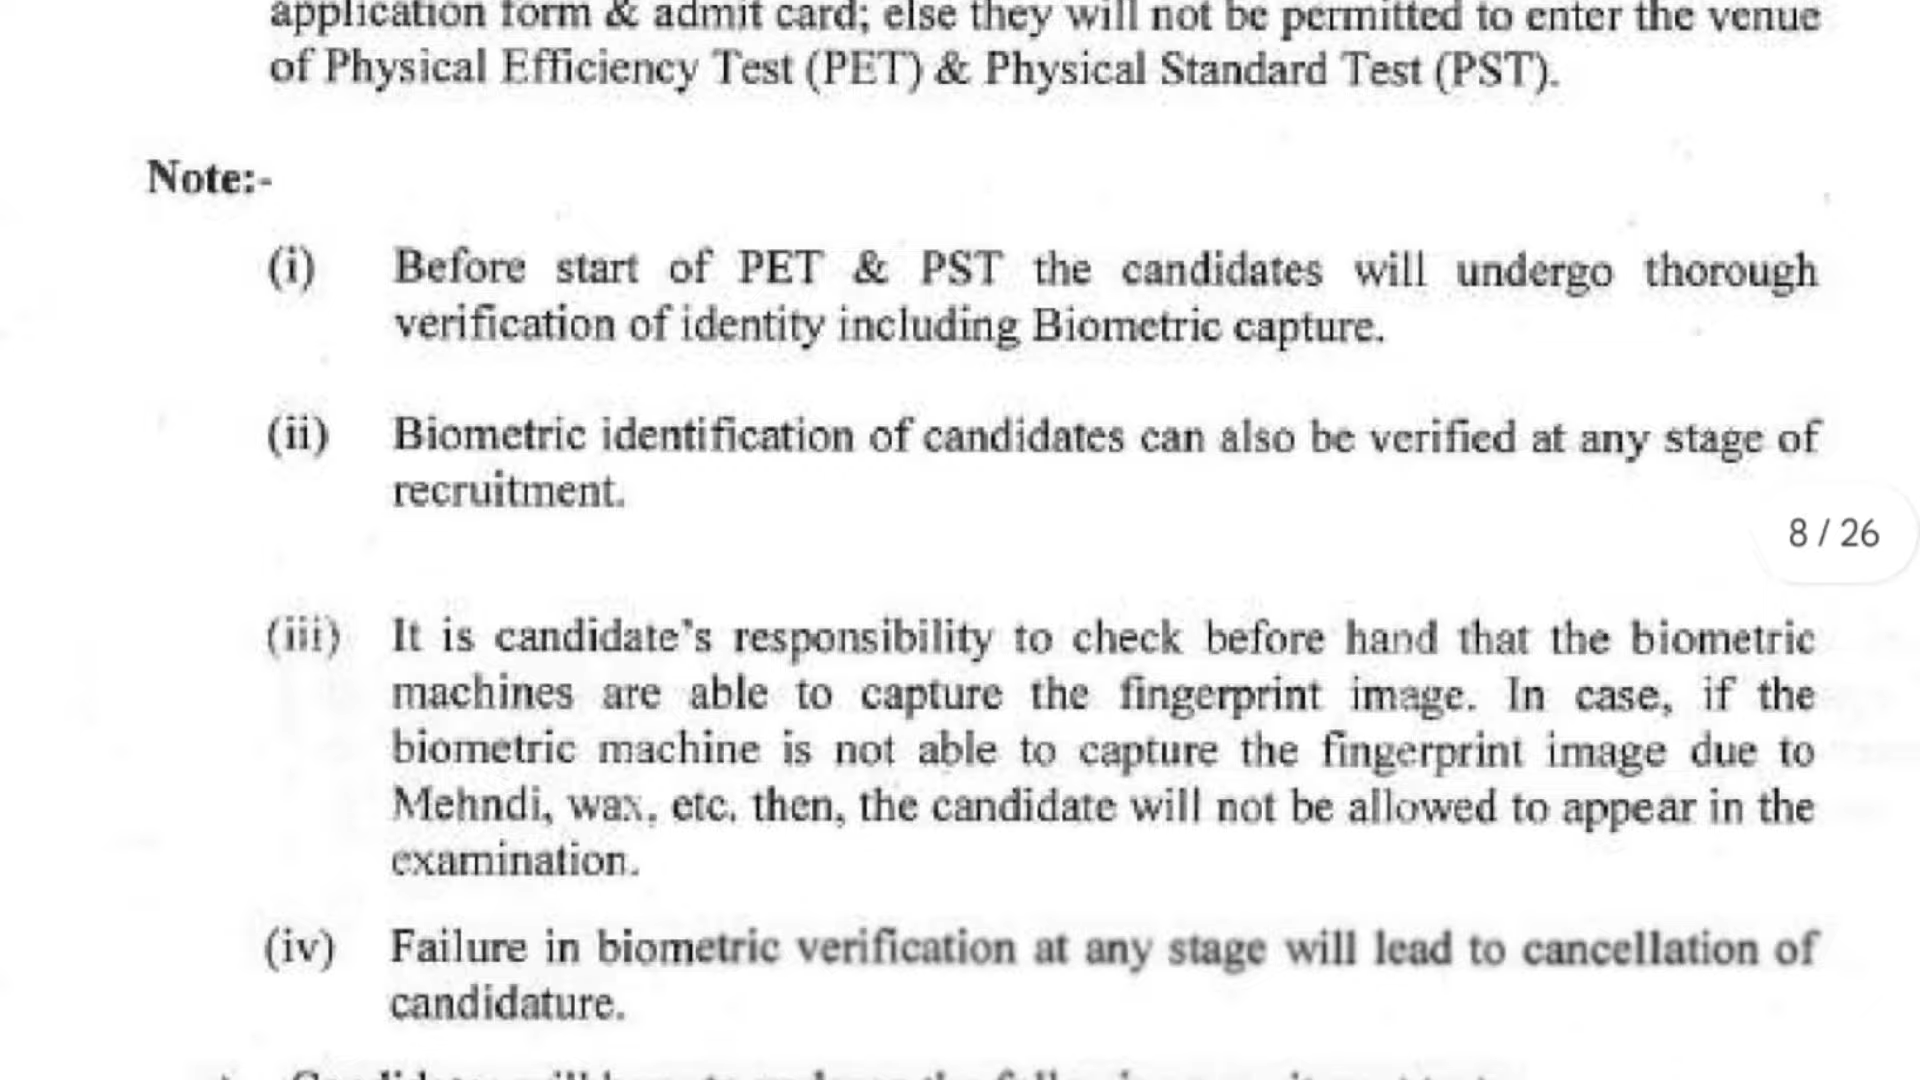 application form & admit card; else they will not be permitted to enter the venue
of Physical Efficiency Test (PET) & Physical Standard Test (PST).
Note:-
(i) Before start of PET & PST the candidates will undergo thorough
verification of identity including Biometric capture.
(ii) Biometric identification of candidates can also be verified at any stage of
recruitment.
8 / 26
(iii) It is candidate's responsibility to check before hand that the biometric
machines are able to capture the fingerprint image. In case, if the
biometric machine is not able to capture the fingerprint image due to
Mehndi, wax, etc. then, the candidate will not be allowed to appear in the
examination.
(iv) Failure in biometric verification at any stage will lead to cancellation of
candidature.